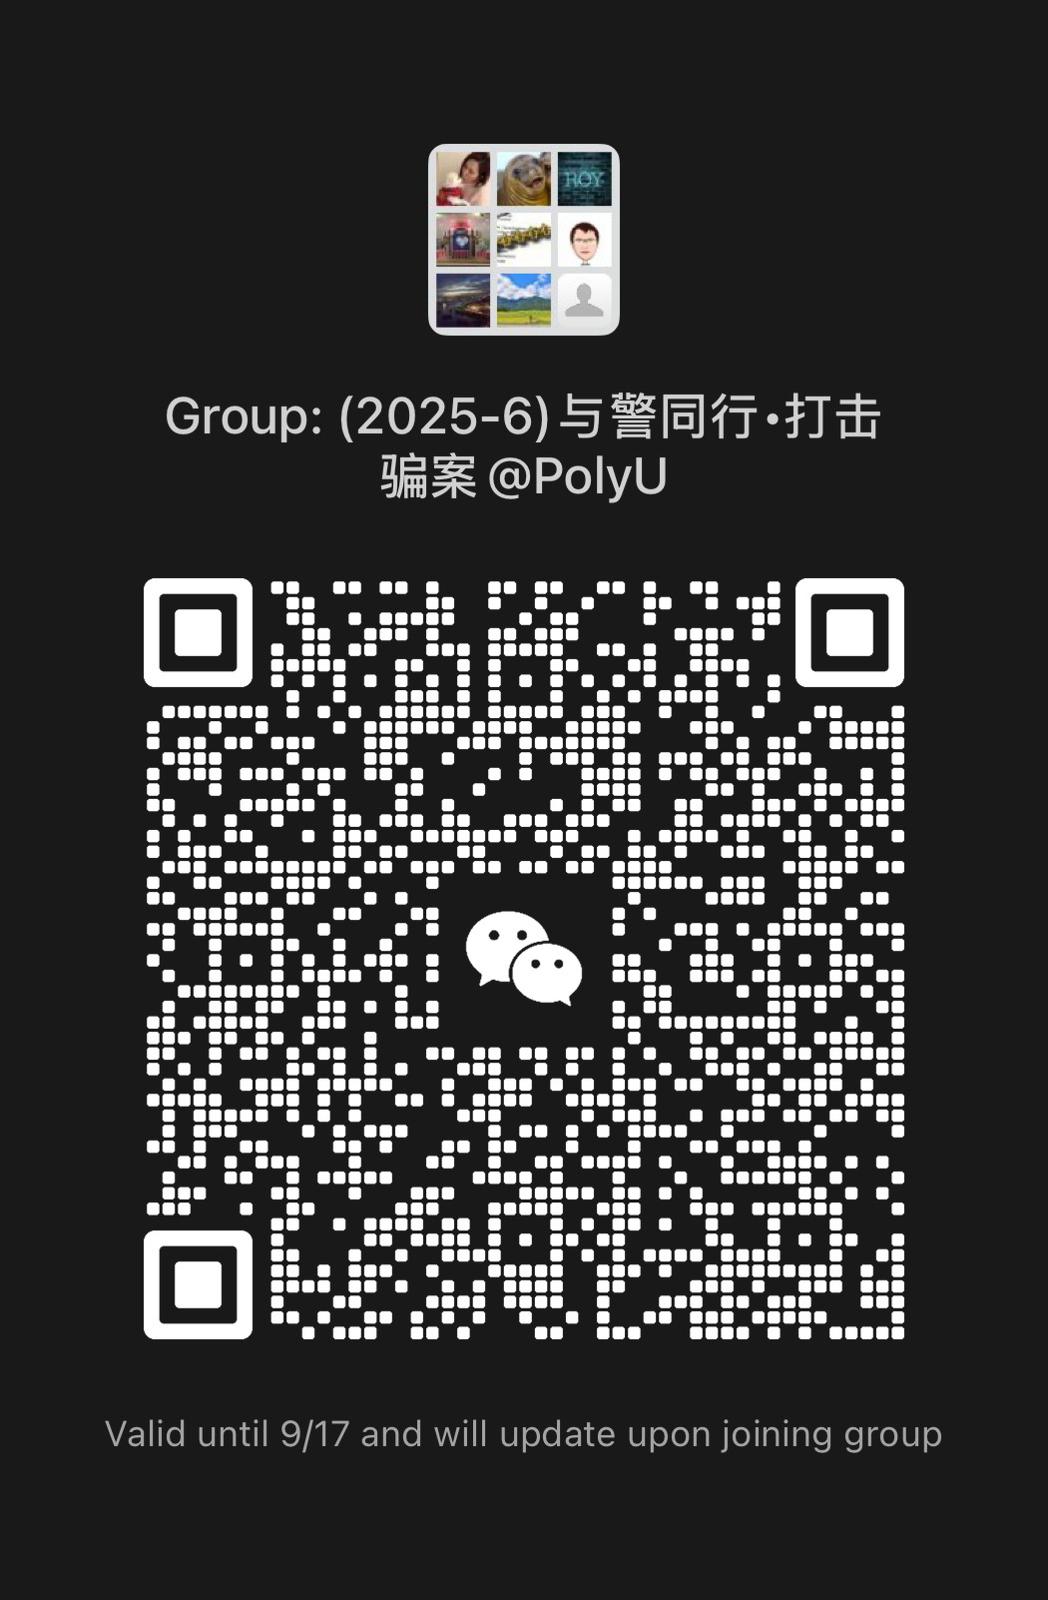 ROY
Group: (2025-6)与警同行·打击
骗案 @PolyU
Valid until 9/17 and will update upon joining group